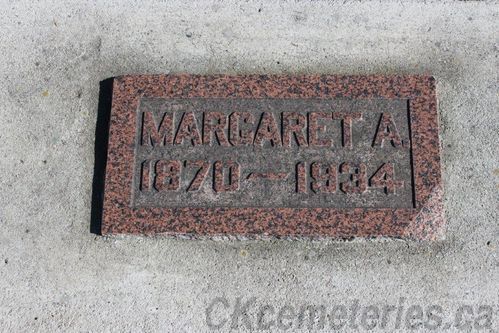 MARGARET A.
1870 — 1934
CKcemeteries.ca